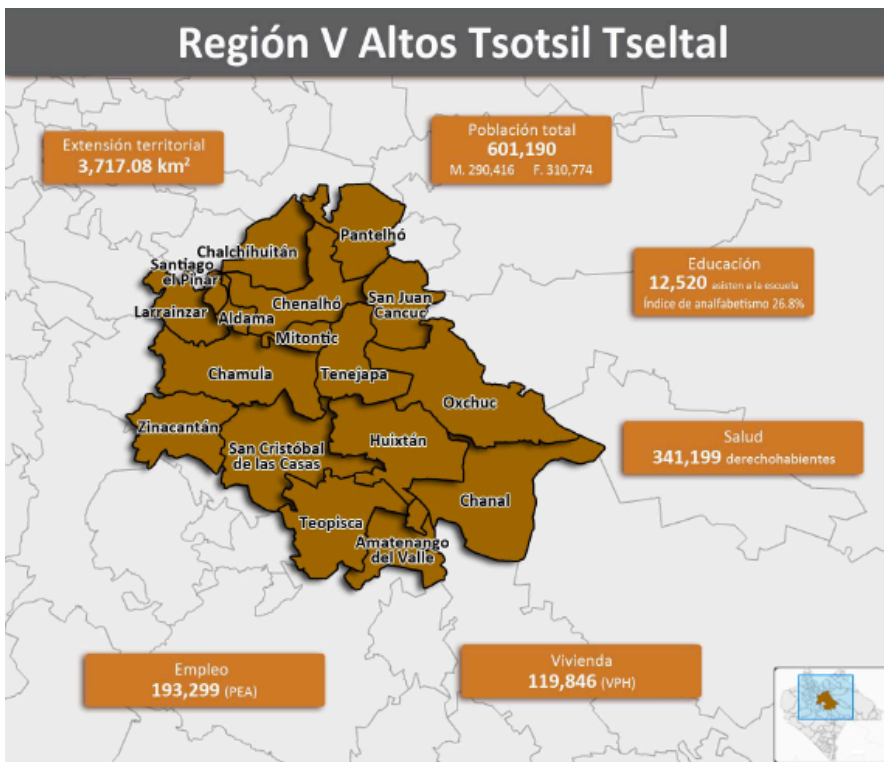 Región V Altos Tsotsil Tseltal
Extensión territorial
3,717.08 km²
Población total
601,190
M. 290,416 F. 310,774
Educación
12,520 asisten a la escuela
Índice de analfabetismo 26.8%
Pantelhó
Chalchihuitán
Santiago
el Pinar
Chenalhó
San Juan
Cancuc
Larrainzar
Aldama
Mitontic
Chamula
Tenejapa
Oxchuc
Zinacantán
San Cristóbal
de las Casas
Huixtán
Salud
341,199 derechohabientes
Chanal
Teopisca
Amatenango
del Valle
Empleo
193,299 (PEA)
Vivienda
119,846 (VPH)